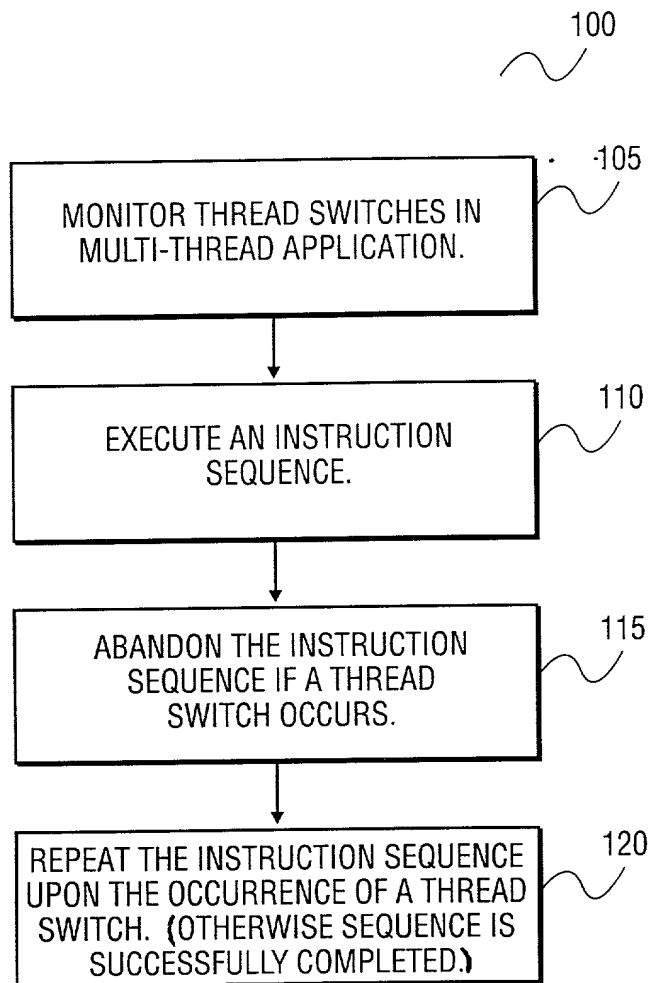 100
105
MONITOR THREAD SWITCHES IN
MULTI-THREAD APPLICATION.
110
EXECUTE AN INSTRUCTION
SEQUENCE.
115
ABANDON THE INSTRUCTION
SEQUENCE IF A THREAD
SWITCH OCCURS.
120
REPEAT THE INSTRUCTION SEQUENCE
UPON THE OCCURRENCE OF A THREAD
SWITCH. (OTHERWISE SEQUENCE IS
SUCCESSFULLY COMPLETED.)